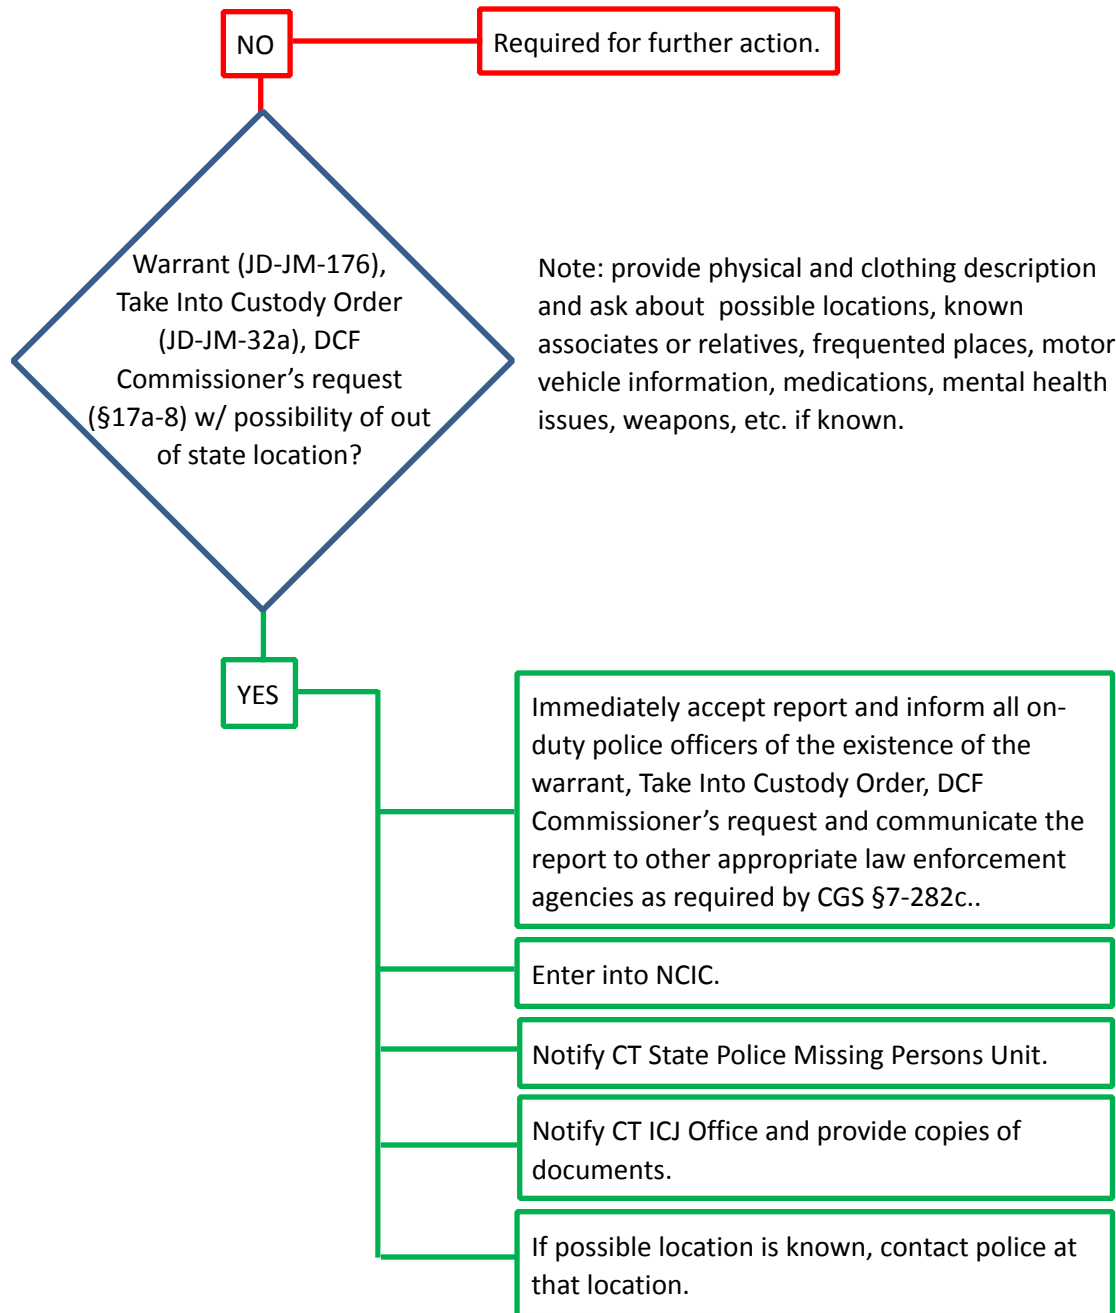 NO
Required for further action.
Warrant (JD-JM-176),
Take Into Custody Order
(JD-JM-32a), DCF
Commissioner’s request
(§17a-8) w/ possibility of out
of state location?
Note: provide physical and clothing description
and ask about  possible locations, known
associates or relatives, frequented places, motor
vehicle information, medications, mental health
issues, weapons, etc. if known.
YES
Immediately accept report and inform all on-
duty police officers of the existence of the
warrant, Take Into Custody Order, DCF
Commissioner’s request and communicate the
report to other appropriate law enforcement
agencies as required by CGS §7-282c..
Enter into NCIC.
Notify CT State Police Missing Persons Unit.
Notify CT ICJ Office and provide copies of
documents.
If possible location is known, contact police at
that location.